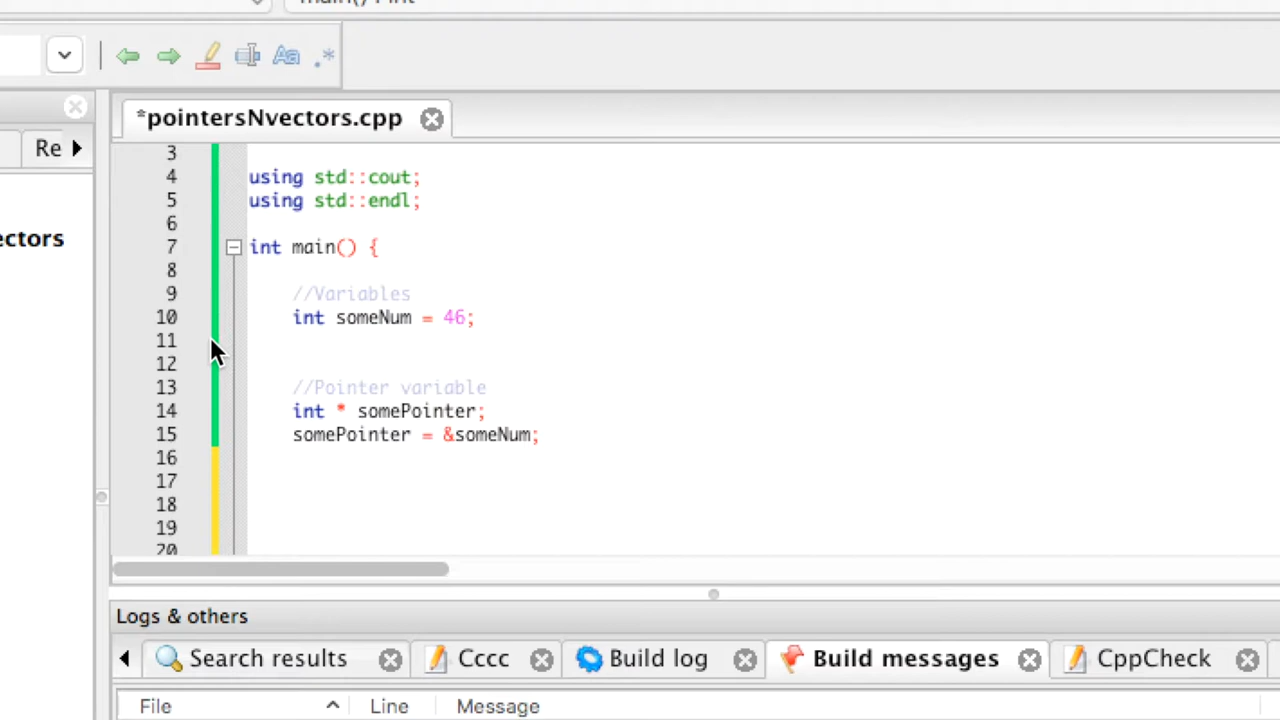 Aa .*
*pointersNvectors.cpp
Re
ectors
3
4 using std::cout;
5 using std::endl;
6
7 int main() {
8
9 //Variables
10 int someNum = 46;
11
12
13 //Pointer variable
14 int * somePointer;
15 somePointer = &someNum;
16
17
18
19
20
Logs & others
Search results Cccc Build log Build messages CppCheck
File Line Message